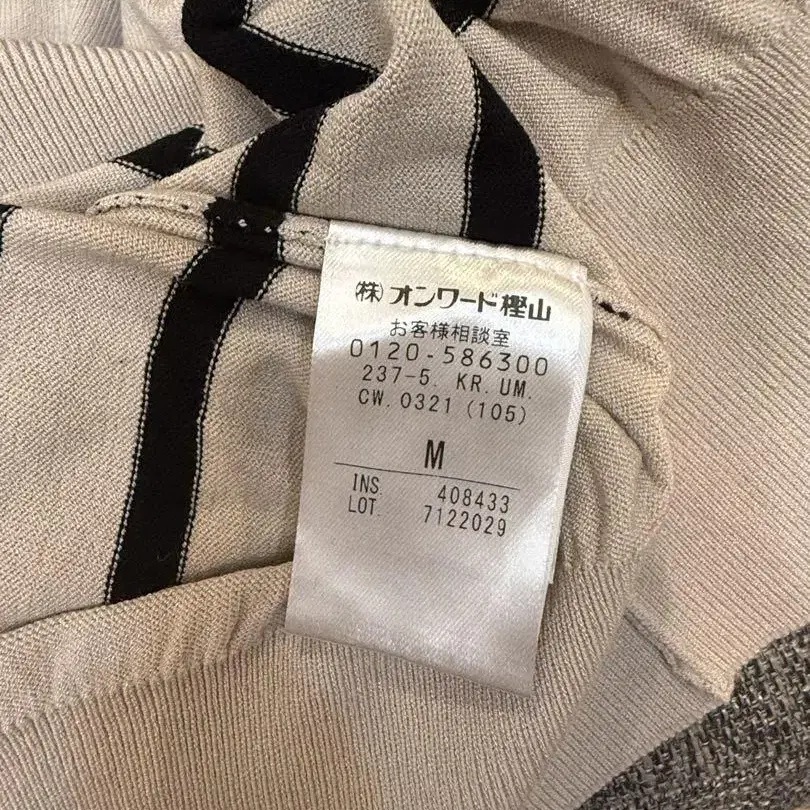 (株)オンワード樫山
お客様相談室
0120-586300
237-5. KR. UM.
CW. 0321 (105)
M
INS. 408433
LOT. 7122029